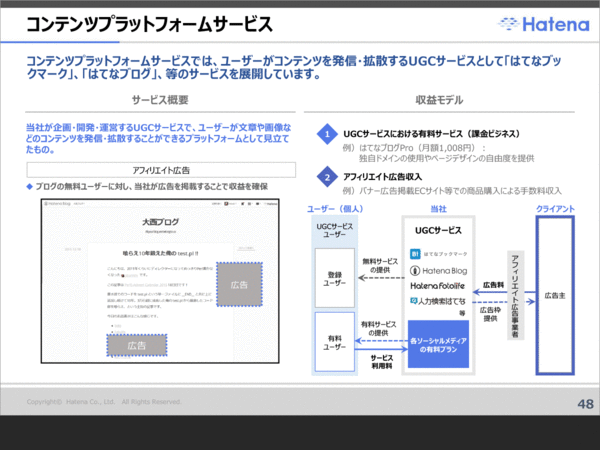 コンテンツプラットフォームサービス
Hatena
コンテンツプラットフォームサービスでは、ユーザーがコンテンツを発信・拡散するUGCサービスとして「はてなブッ
クマーク」、「はてなブログ」、等のサービスを展開しています。
サービス概要
当社が企画・開発・運営するUGCサービスで、ユーザーが文章や画像な
どのコンテンツを発信・拡散することができるプラットフォームとして見立て
たもの。
アフィリエイト広告
◆ ブログの無料ユーザーに対し、当社が広告を掲載することで収益を確保
Hatena Blog
大西ブログ
喰らえ10年鍛えた俺の test.pl !!
広告
広告
収益モデル
1 UGCサービスにおける有料サービス（課金ビジネス）
例）はてなブログPro（月額1,008円）：
独自ドメインの使用やページデザインの自由度を提供
2 アフィリエイト広告収入
例）バナー広告掲載ECサイト等での商品購入による手数料収入
ユーザー（個人）
当社
クライアント
UGCサービス
ユーザー
登録
ユーザー
有料
ユーザー
無料サービス
の提供
有料サービス
の提供
サービス
利用料
UGCサービス
B! はてなブックマーク
Hatena Blog
Hatena Fotolife
人力検索はてな
等
各ソーシャルメディア
の有料プラン
広告料
広告枠
提供
アフィリエイト広告事業者
広告主
Copyright© Hatena Co., Ltd. All Rights Reserved.
48